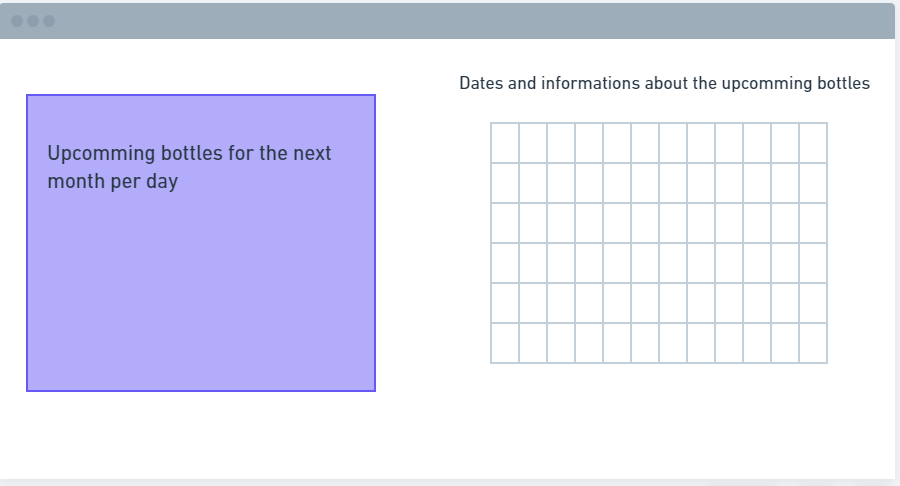 Dates and informations about the upcomming bottles
Upcomming bottles for the next
month per day